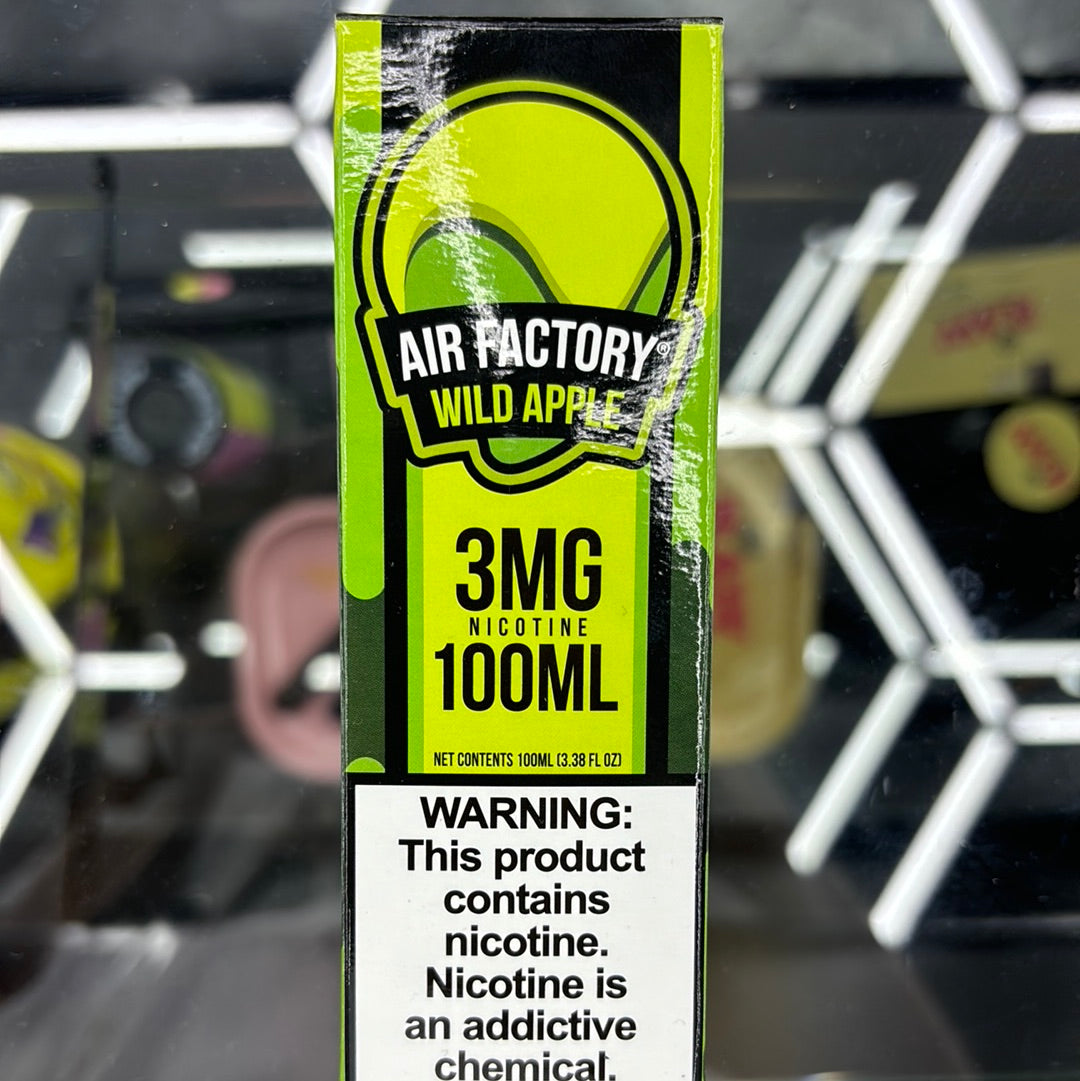 AIR FACTORY®
WILD APPLE
3MG
NICOTINE
100ML
NET CONTENTS 100ML (3.38 FL OZ)
WARNING:
This product
contains
nicotine.
Nicotine is
an addictive
chemical.